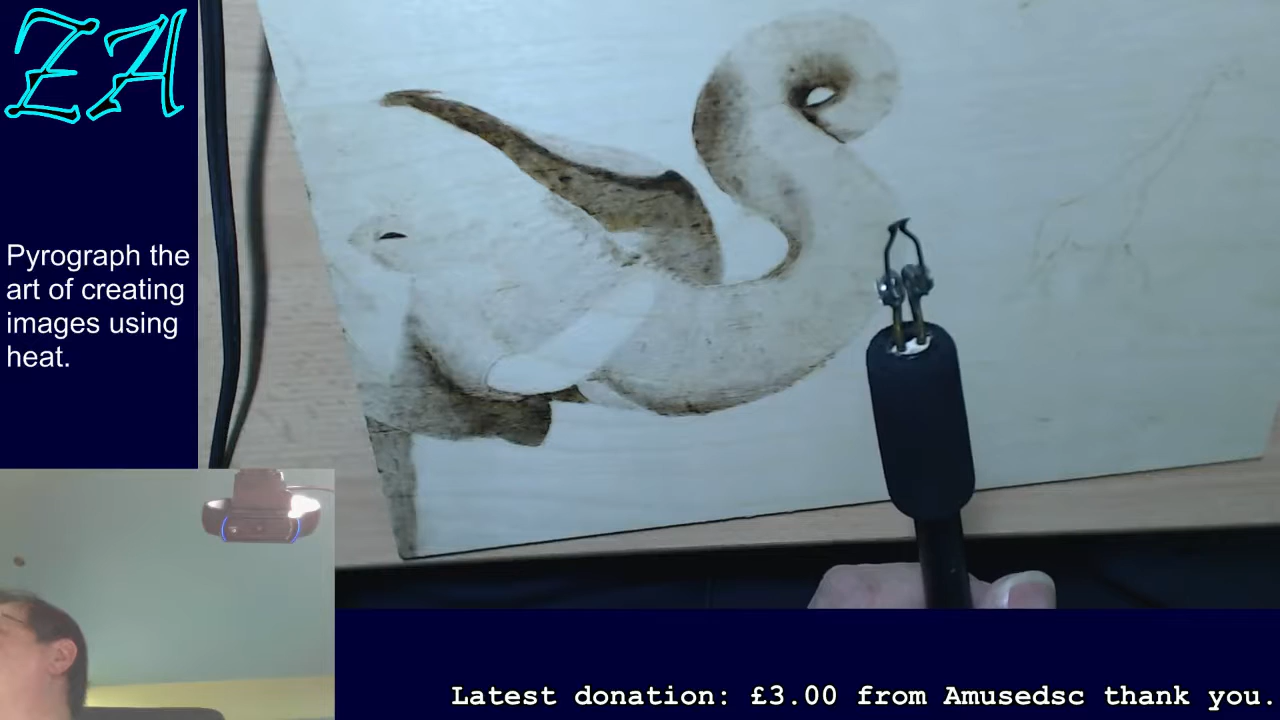 ZA
Pyrograph the
art of creating
images using
heat.
Latest donation: £3.00 from Amusedsc thank you.